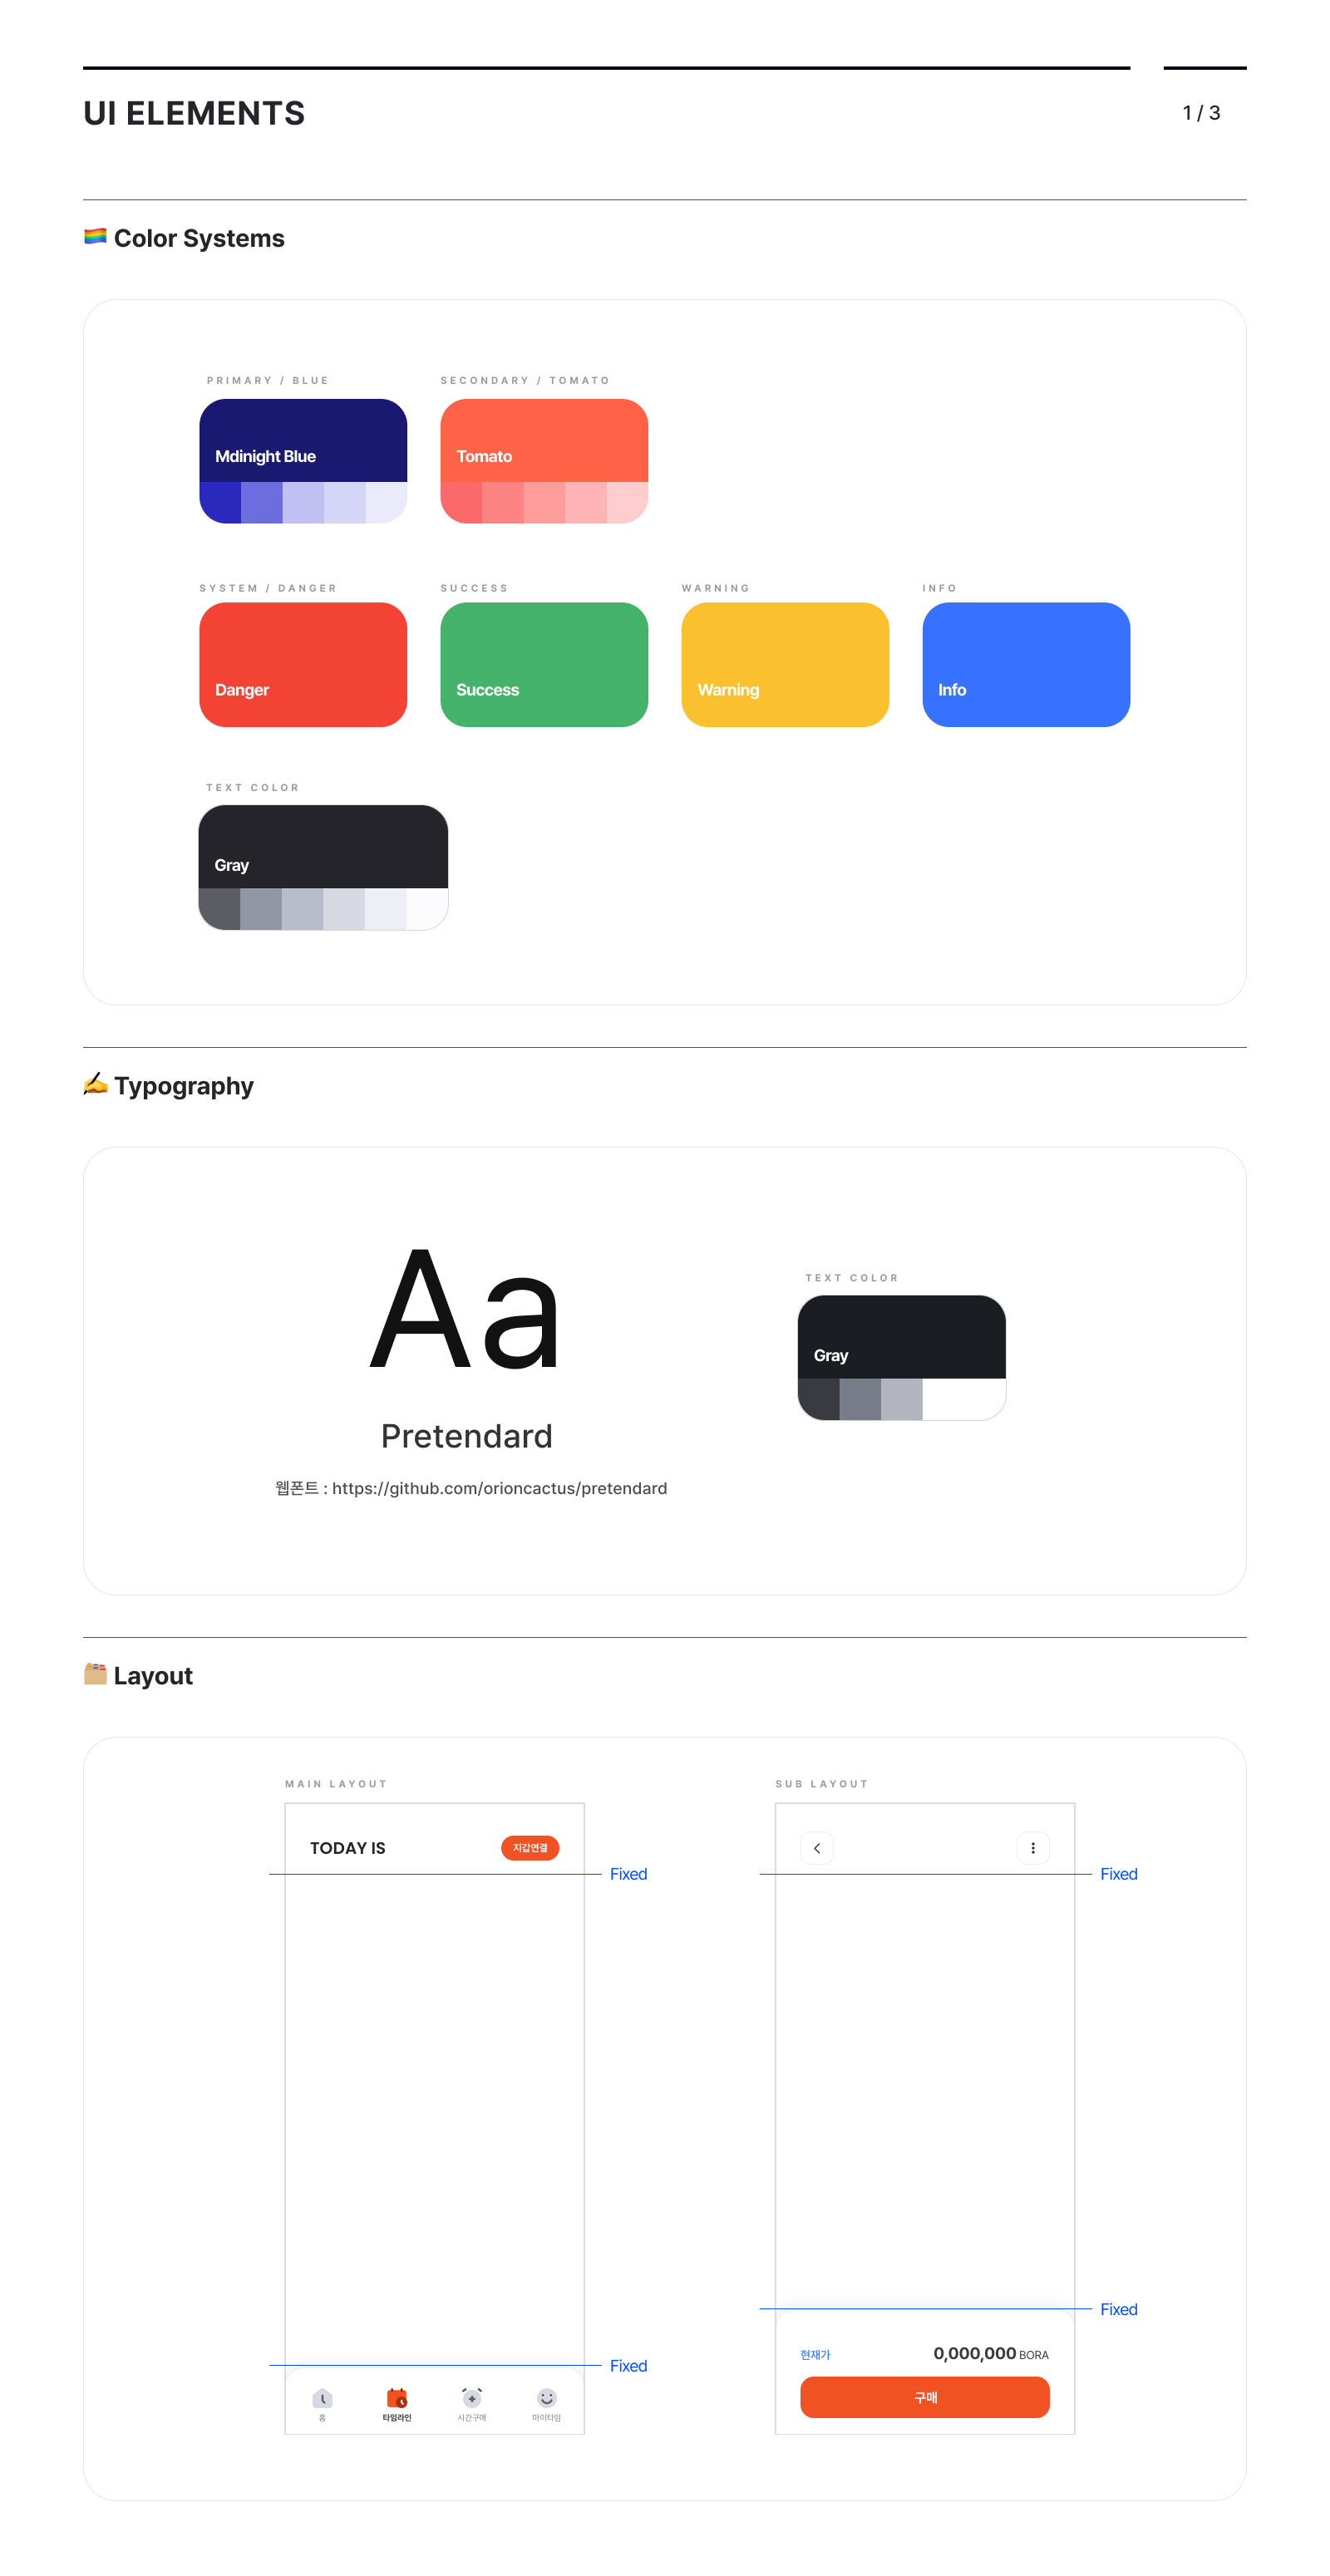 UI ELEMENTS
1 / 3
Color Systems
PRIMARY / BLUE
SECONDARY / TOMATO
Mdinight Blue
Tomato
SYSTEM / DANGER
SUCCESS
WARNING
INFO
Danger
Success
Warning
Info
TEXT COLOR
Gray
Typography
Aa
Pretendard
웹폰트 : https://github.com/orioncactus/pretendard
TEXT COLOR
Gray
Layout
MAIN LAYOUT
TODAY IS
지갑연결
Fixed
Fixed
홈
타임라인
시간구매
마이타임
SUB LAYOUT
Fixed
Fixed
현재가
0,000,000 BORA
구매